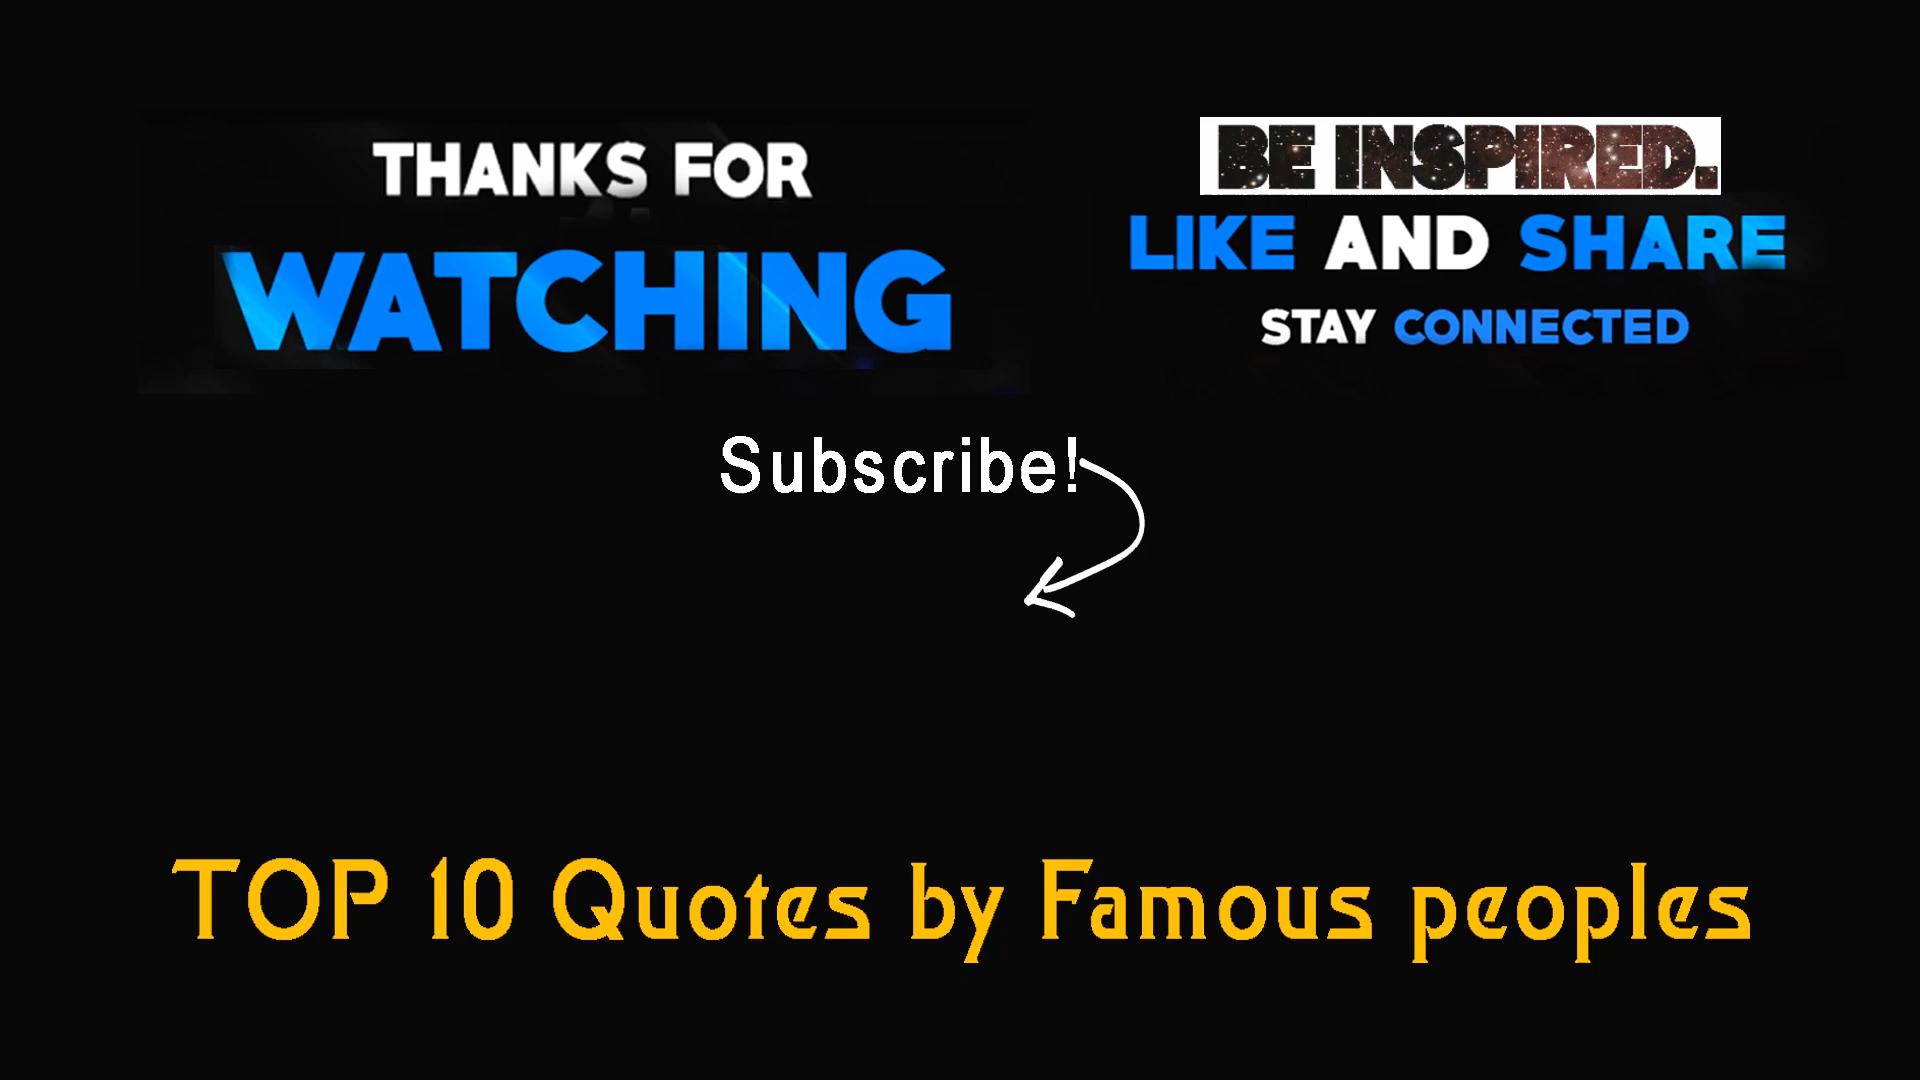 THANKS FOR
WATCHING
BE INSPIRED.
LIKE AND SHARE
STAY CONNECTED
Subscribe!
TOP 10 Quotes by Famous peoples